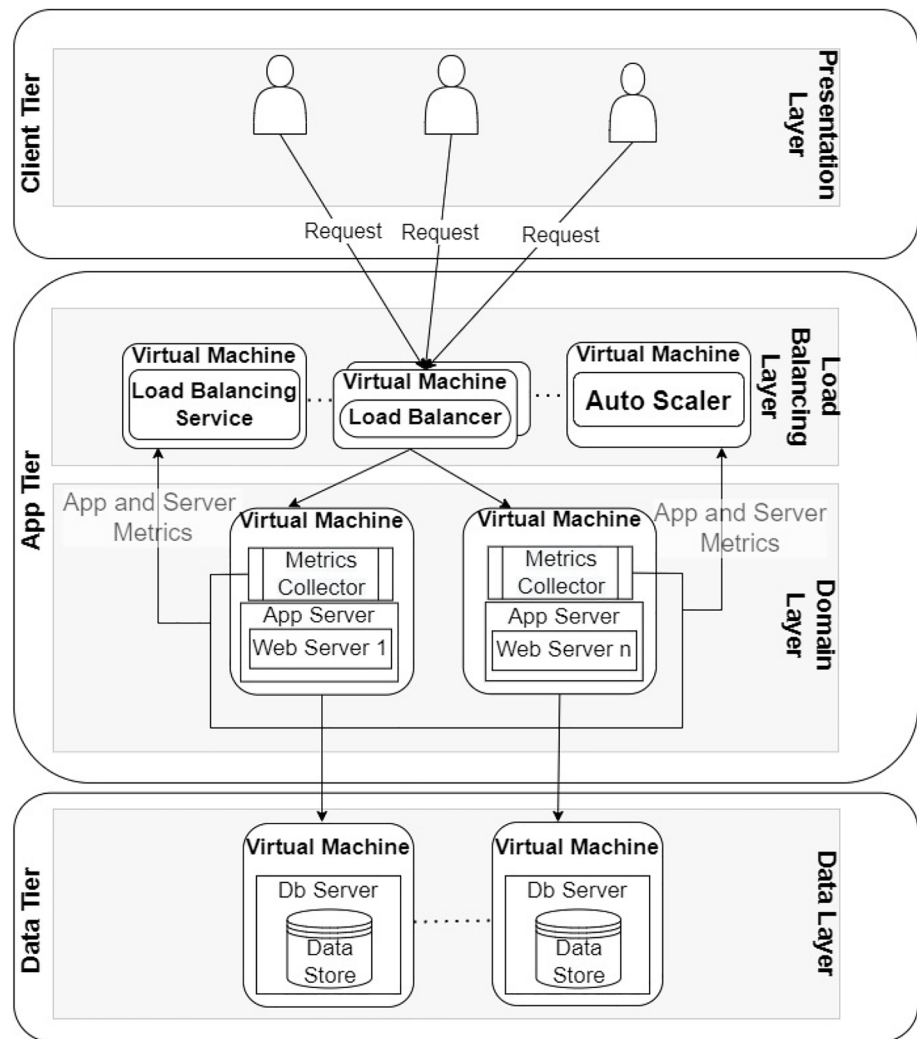 Client Tier
Presentation
Layer
Request
Request
Request
App Tier
Load
Balancing
Layer
Virtual Machine
Load Balancing
Service
Virtual Machine
Load Balancer
Virtual Machine
Auto Scaler
App and Server
Metrics
App and Server
Metrics
Domain
Layer
Virtual Machine
Metrics
Collector
App Server
Web Server 1
Virtual Machine
Metrics
Collector
App Server
Web Server n
Data Tier
Data Layer
Virtual Machine
Db Server
Data
Store
Virtual Machine
Db Server
Data
Store